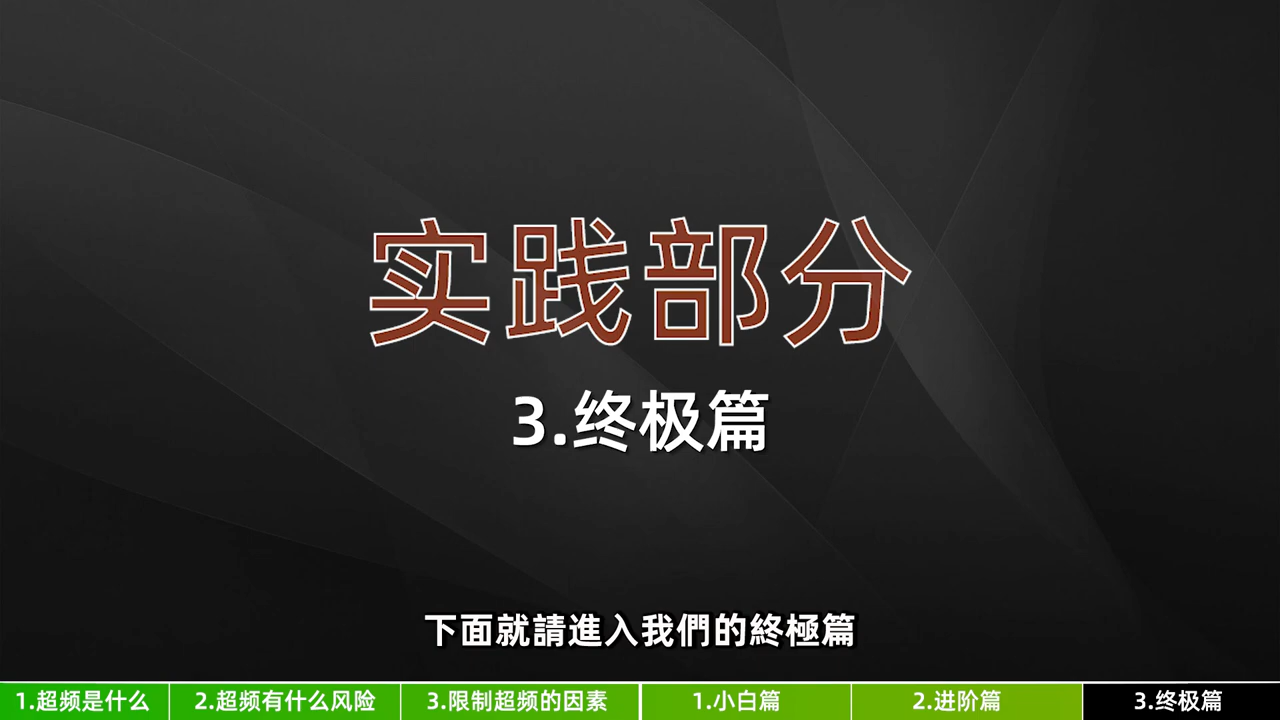 实践部分
3.终极篇
下面就請進入我們的終極篇
1.超频是什么 2.超频有什么风险 3.限制超频的因素 1.小白篇 2.进阶篇 3.终极篇